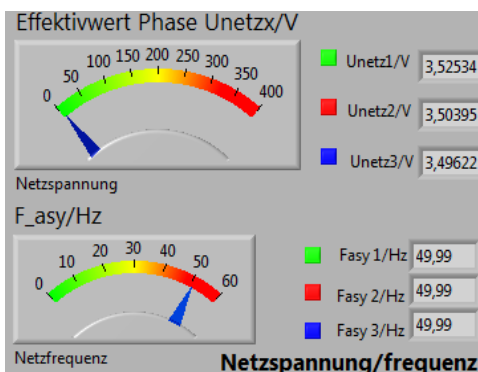 Effektivwert Phase Unetzx/V
0 50 100 150 200 250 300 350 400
Unetz1/V 3,52534
Unetz2/V 3,50395
Unetz3/V 3,49622
Netzspannung
F_asy/Hz
0 10 20 30 40 50 60
Fasy 1/Hz 49,99
Fasy 2/Hz 49,99
Fasy 3/Hz 49,99
Netzfrequenz
Netzspannung/frequenz